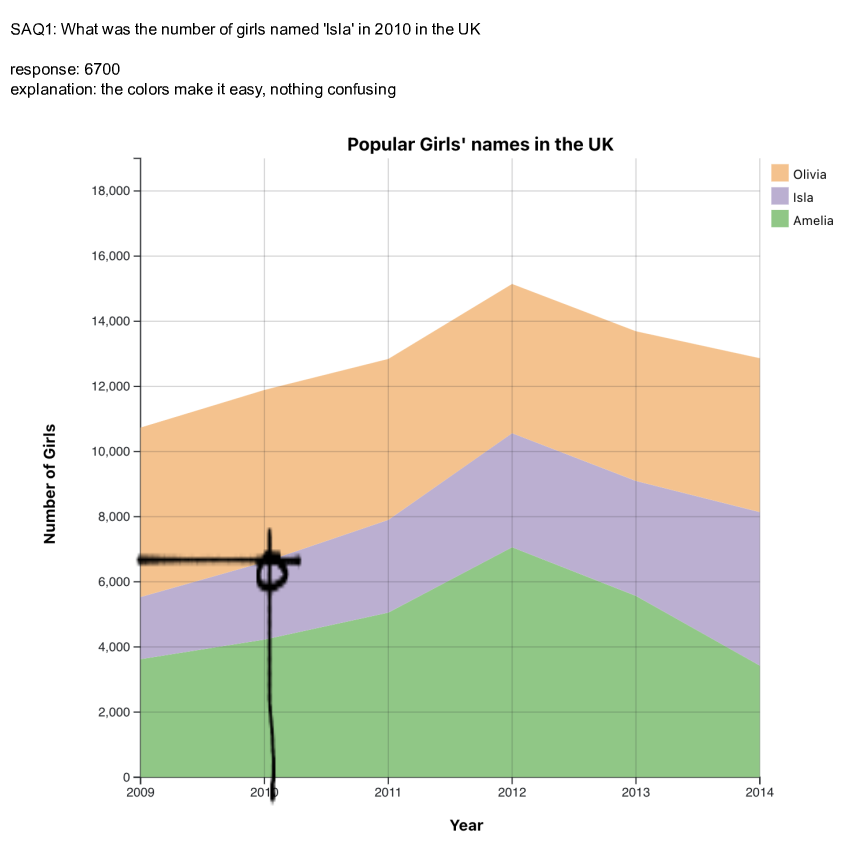 SAQ1: What was the number of girls named 'Isla' in 2010 in the UK
response: 6700
explanation: the colors make it easy, nothing confusing
Popular Girls' names in the UK
Olivia
Isla
Amelia
Number of Girls
18,000
16,000
14,000
12,000
10,000
8,000
6,000
4,000
2,000
0
2009 2010 2011 2012 2013 2014
Year